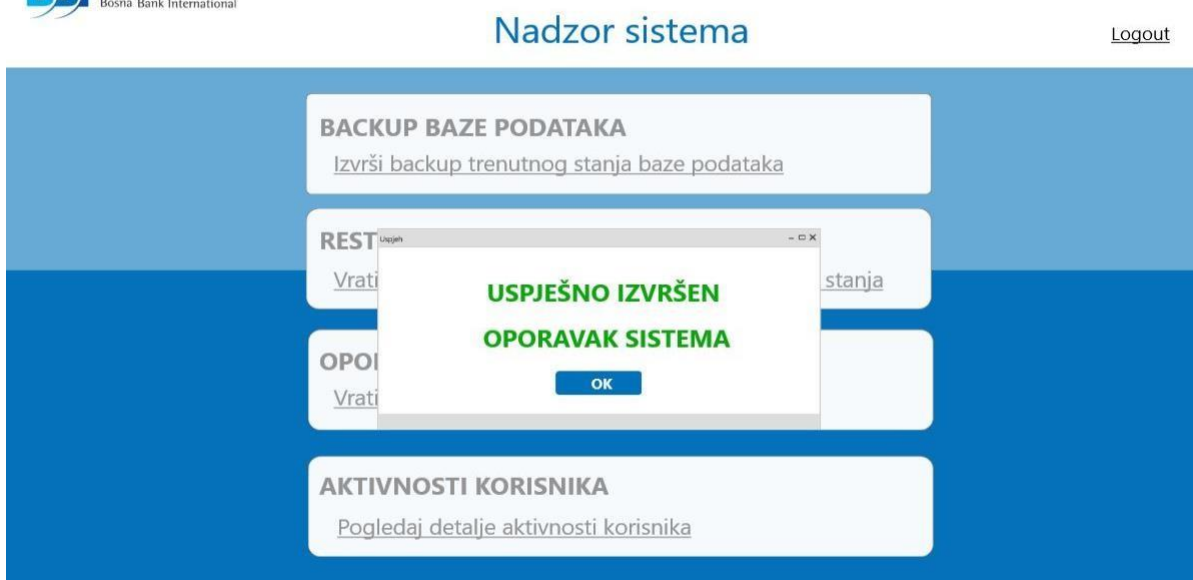 Bosna Bank International
Nadzor sistema
Logout
BACKUP BAZE PODATAKA
Izvrši backup trenutnog stanja baze podataka
REST
Uspjeh
Vrati
stanja
USPJEŠNO IZVRŠEN
OPORAVAK SISTEMA
OK
Vrati
AKTIVNOSTI KORISNIKA
Pogledaj detalje aktivnosti korisnika